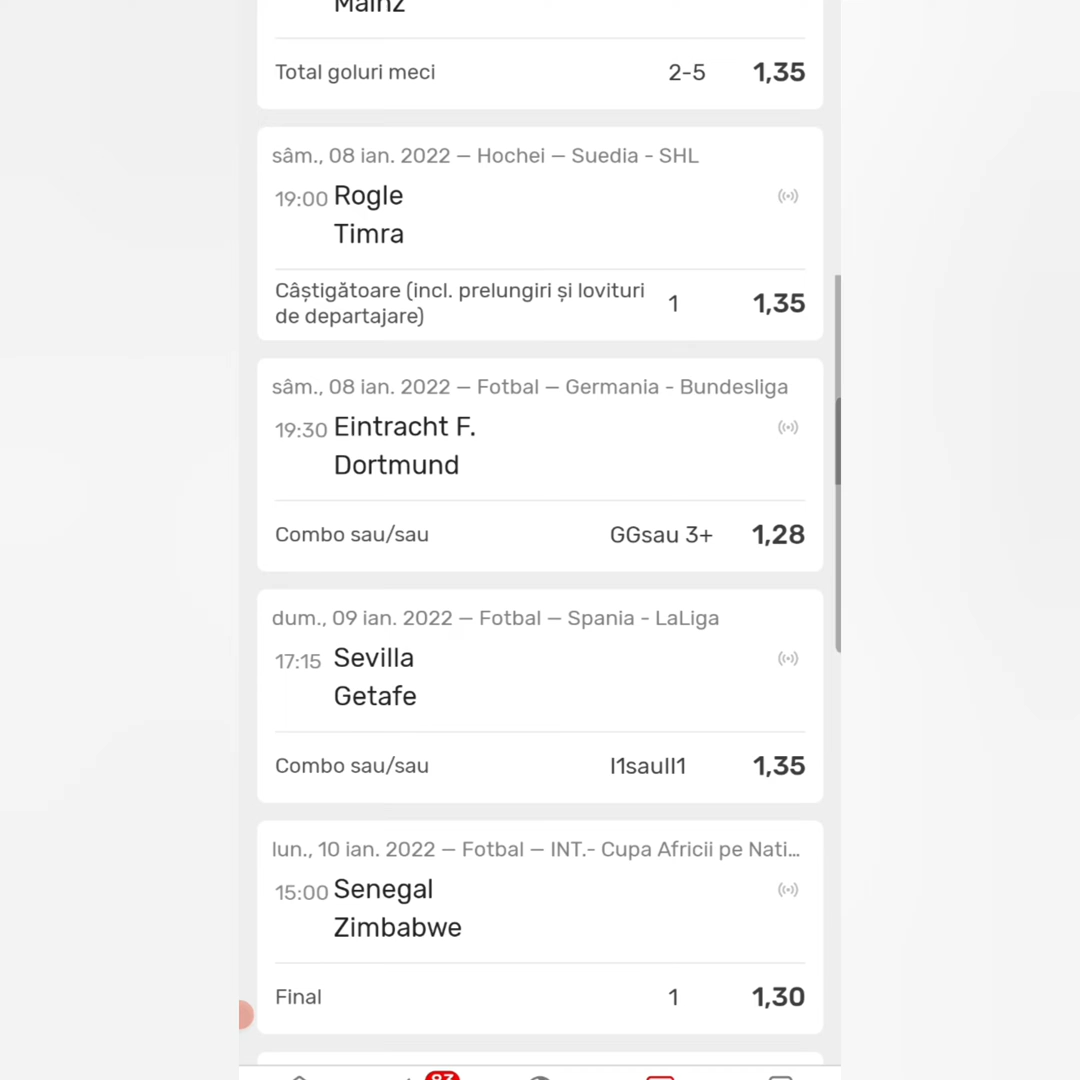 Mainz
Total goluri meci 2-5 1,35
sâm., 08 ian. 2022 — Hochei — Suedia - SHL
19:00 Rogle
Timra
Câștigătoare (incl. prelungiri și lovituri
de departajare) 1 1,35
sâm., 08 ian. 2022 — Fotbal — Germania - Bundesliga
19:30 Eintracht F.
Dortmund
Combo sau/sau GGsau 3+ 1,28
dum., 09 ian. 2022 — Fotbal — Spania - LaLiga
17:15 Sevilla
Getafe
Combo sau/sau I1sauII1 1,35
lun., 10 ian. 2022 — Fotbal — INT.- Cupa Africii pe Nati...
15:00 Senegal
Zimbabwe
Final 1 1,30